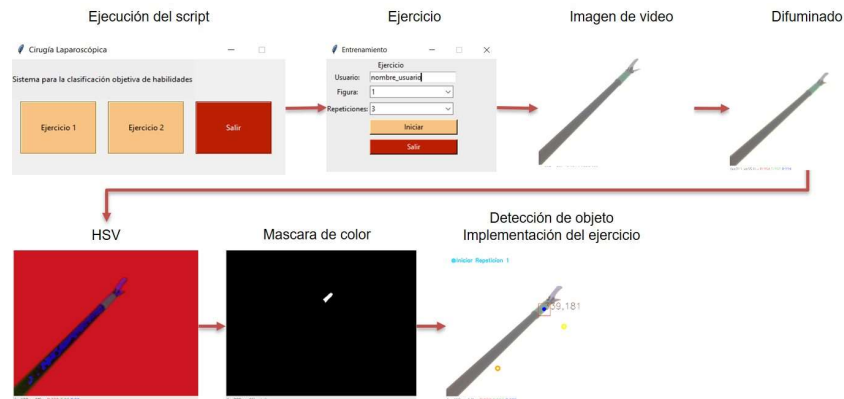 Ejecución del script
Ejercicio
Imagen de video
Difuminado
Cirugía Laparoscópica
Sistema para la clasificación objetiva de habilidades
Ejercicio 1
Ejercicio 2
Salir
Entrenamiento
Ejercicio
Usuario: nombre_usuario
Figura: 1
Repeticiones: 3
Iniciar
Salir
HSV
Mascara de color
Detección de objeto
Implementación del ejercicio
Iniciar Repeticion 1